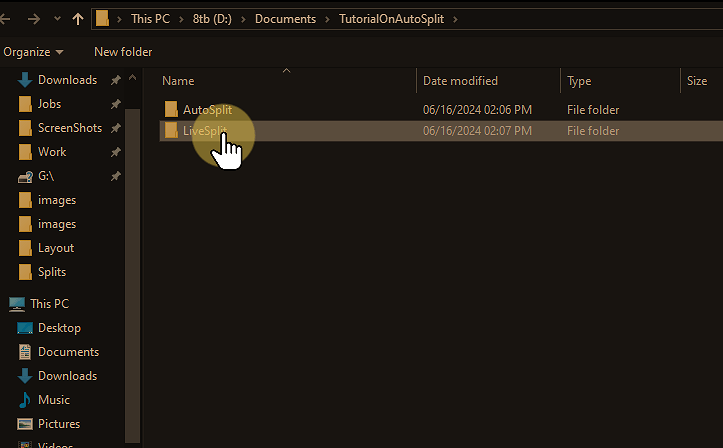 This PC > 8tb (D:) > Documents > TutorialOnAutoSplit >
Organize
New folder
Downloads
Jobs
ScreenShots
Work
G:\
images
images
Layout
Splits
This PC
Desktop
Documents
Downloads
Music
Pictures
Videos
Name Date modified Type Size
AutoSplit 06/16/2024 02:06 PM File folder
LiveSplit 06/16/2024 02:07 PM File folder